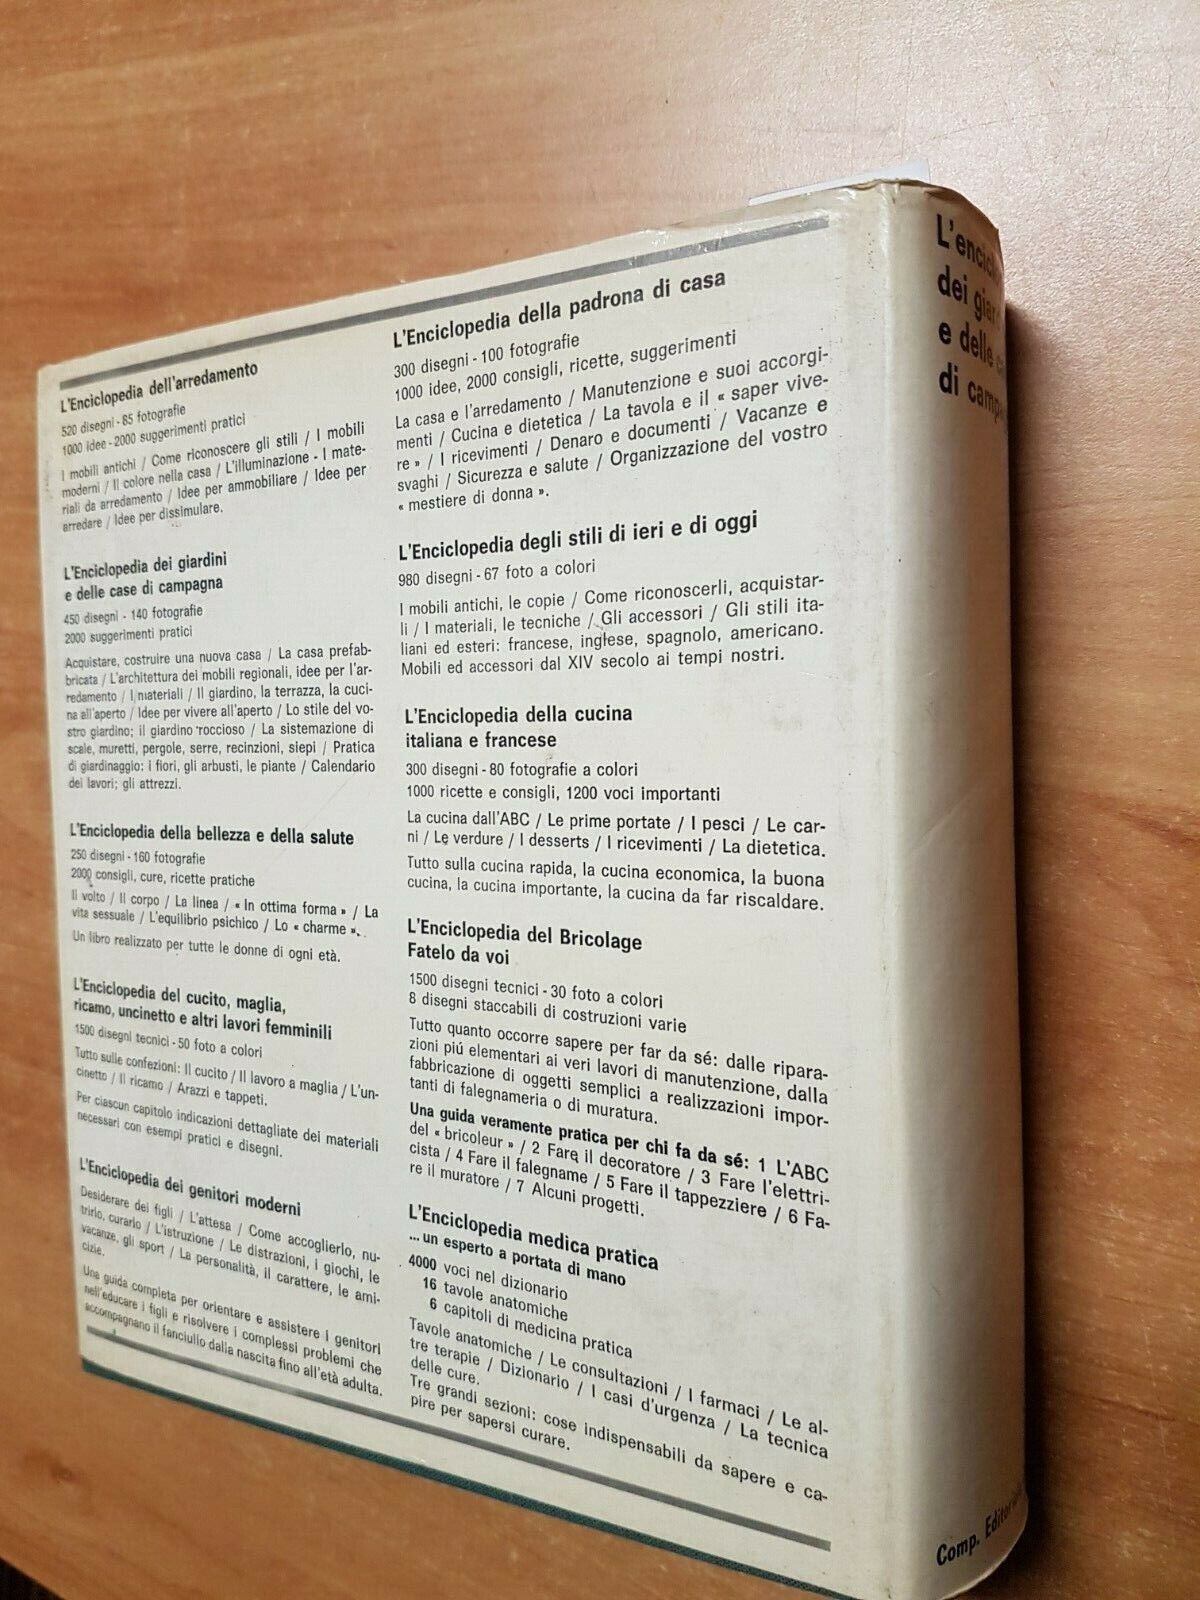 L'Enciclopedia dell'arredamento
520 disegni - 85 fotografie
1000 idee - 2000 suggerimenti pratici
I mobili antichi / Come riconoscere gli stili / I mobili
moderni / Il colore nella casa / L'illuminazione - I mate-
riali da arredamento / Idee per ammobiliare / Idee per
arredare / Idee per dissimulare.
L'Enciclopedia dei giardini
e delle case di campagna
450 disegni - 140 fotografie
2000 suggerimenti pratici
Acquistare, costruire una nuova casa / La casa prefab-
bricata / L'architettura dei mobili regionali, idee per l'ar-
redamento / I materiali / Il giardino, la terrazza, la cuci-
na all'aperto / Idee per vivere all'aperto / Lo stile del vo-
stro giardino; il giardino roccioso / La sistemazione di
scale, muretti, pergole, serre, recinzioni, siepi / Pratica
di giardinaggio: i fiori, gli arbusti, le piante / Calendario
dei lavori; gli attrezzi.
L'Enciclopedia della bellezza e della salute
250 disegni - 160 fotografie
2000 consigli, cure, ricette pratiche
Il volto / Il corpo / La linea / « In ottima forma » / La
vita sessuale / L'equilibrio psichico / Lo « charme ».
Un libro realizzato per tutte le donne di ogni età.
L'Enciclopedia del cucito, maglia,
ricamo, uncinetto e altri lavori femminili
1500 disegni tecnici - 50 foto a colori
Tutto sulle confezioni: Il cucito / Il lavoro a maglia / L'un-
cinetto / Il ricamo / Arazzi e tappeti.
Per ciascun capitolo indicazioni dettagliate dei materiali
necessari con esempi pratici e disegni.
L'Enciclopedia dei genitori moderni
Desiderare dei figli / L'attesa / Come accoglierlo, nu-
trirlo, curarlo / L'istruzione / Le distrazioni, i giochi, le
vacanze, gli sport / La personalità, il carattere, le ami-
cizie.
Una guida completa per orientare e assistere i genitori
nell'educare i figli e risolvere i complessi problemi che
accompagnano il fanciullo dalla nascita fino all'età adulta.
L'Enciclopedia della padrona di casa
300 disegni - 100 fotografie
1000 idee, 2000 consigli, ricette, suggerimenti
La casa e l'arredamento / Manutenzione e suoi accorgi-
menti / Cucina e dietetica / La tavola e il « saper vive-
re » / I ricevimenti / Denaro e documenti / Vacanze e
svaghi / Sicurezza e salute / Organizzazione del vostro
« mestiere di donna ».
L'Enciclopedia degli stili di ieri e di oggi
980 disegni - 67 foto a colori
I mobili antichi, le copie / Come riconoscerli, acquistar-
li / I materiali, le tecniche / Gli accessori / Gli stili ita-
liani ed esteri: francese, inglese, spagnolo, americano.
Mobili ed accessori dal XIV secolo ai tempi nostri.
L'Enciclopedia della cucina
italiana e francese
300 disegni - 80 fotografie a colori
1000 ricette e consigli, 1200 voci importanti
La cucina dall'ABC / Le prime portate / I pesci / Le car-
ni / Le verdure / I desserts / I ricevimenti / La dietetica.
Tutto sulla cucina rapida, la cucina economica, la buona
cucina, la cucina importante, la cucina da far riscaldare.
L'Enciclopedia del Bricolage
Fatelo da voi
1500 disegni tecnici - 30 foto a colori
8 disegni staccabili di costruzioni varie
Tutto quanto occorre sapere per far da sé: dalle ripara-
zioni piú elementari ai veri lavori di manutenzione, dalla
fabbricazione di oggetti semplici a realizzazioni impor-
tanti di falegnameria o di muratura.
Una guida veramente pratica per chi fa da sé: 1 L'ABC
del « bricoleur » / 2 Fare il decoratore / 3 Fare l'elettri-
cista / 4 Fare il falegname / 5 Fare il tappezziere / 6 Fa-
re il muratore / 7 Alcuni progetti.
L'Enciclopedia medica pratica
... un esperto a portata di mano
4000 voci nel dizionario
16 tavole anatomiche
6 capitoli di medicina pratica
Tavole anatomiche / Le consultazioni / I farmaci / Le al-
tre terapie / Dizionario / I casi d'urgenza / La tecnica
delle cure.
Tre grandi sezioni: cose indispensabili da sapere e ca-
pire per sapersi curare.
L'enciclo
dei giar
e delle c
di campa
Comp. Editor